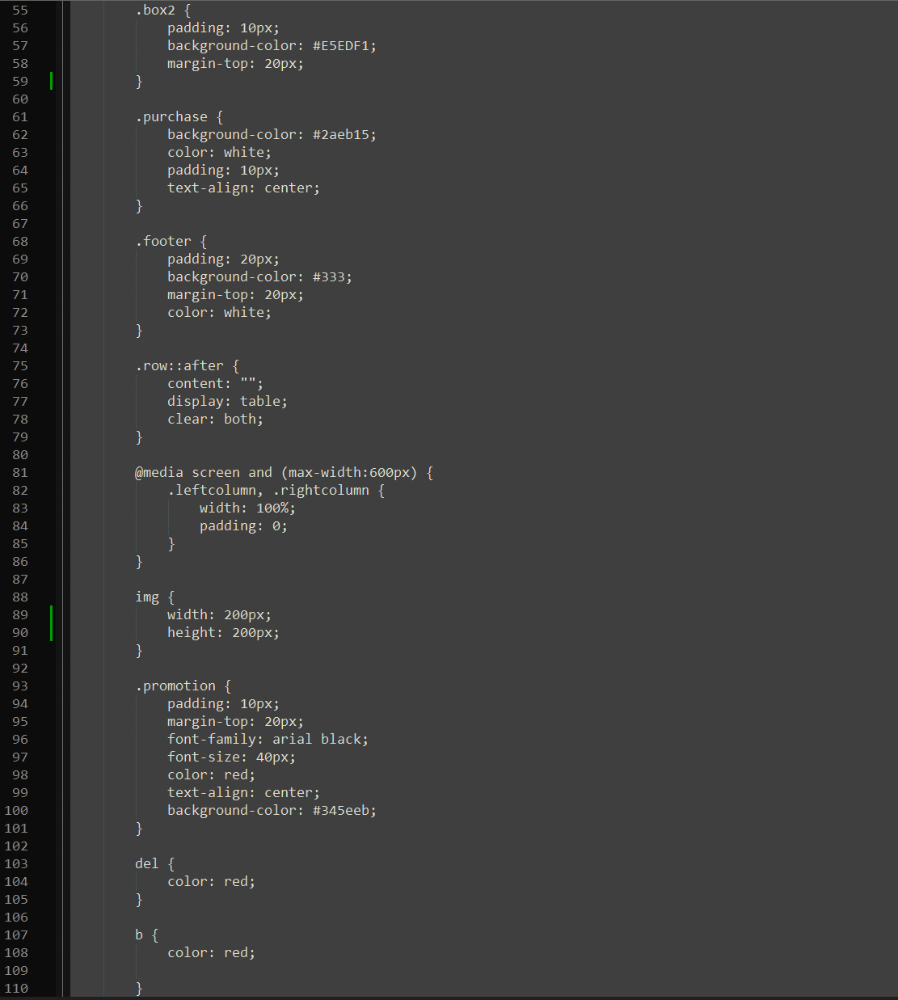 55 .box2 {
56 padding: 10px;
57 background-color: #E5EDF1;
58 margin-top: 20px;
59 }
60
61 .purchase {
62 background-color: #2aeb15;
63 color: white;
64 padding: 10px;
65 text-align: center;
66 }
67
68 .footer {
69 padding: 20px;
70 background-color: #333;
71 margin-top: 20px;
72 color: white;
73 }
74
75 .row::after {
76 content: "";
77 display: table;
78 clear: both;
79 }
80
81 @media screen and (max-width:600px) {
82 .leftcolumn, .rightcolumn {
83 width: 100%;
84 padding: 0;
85 }
86 }
87
88 img {
89 width: 200px;
90 height: 200px;
91 }
92
93 .promotion {
94 padding: 10px;
95 margin-top: 20px;
96 font-family: arial black;
97 font-size: 40px;
98 color: red;
99 text-align: center;
100 background-color: #345eeb;
101 }
102
103 del {
104 color: red;
105 }
106
107 b {
108 color: red;
109
110 }